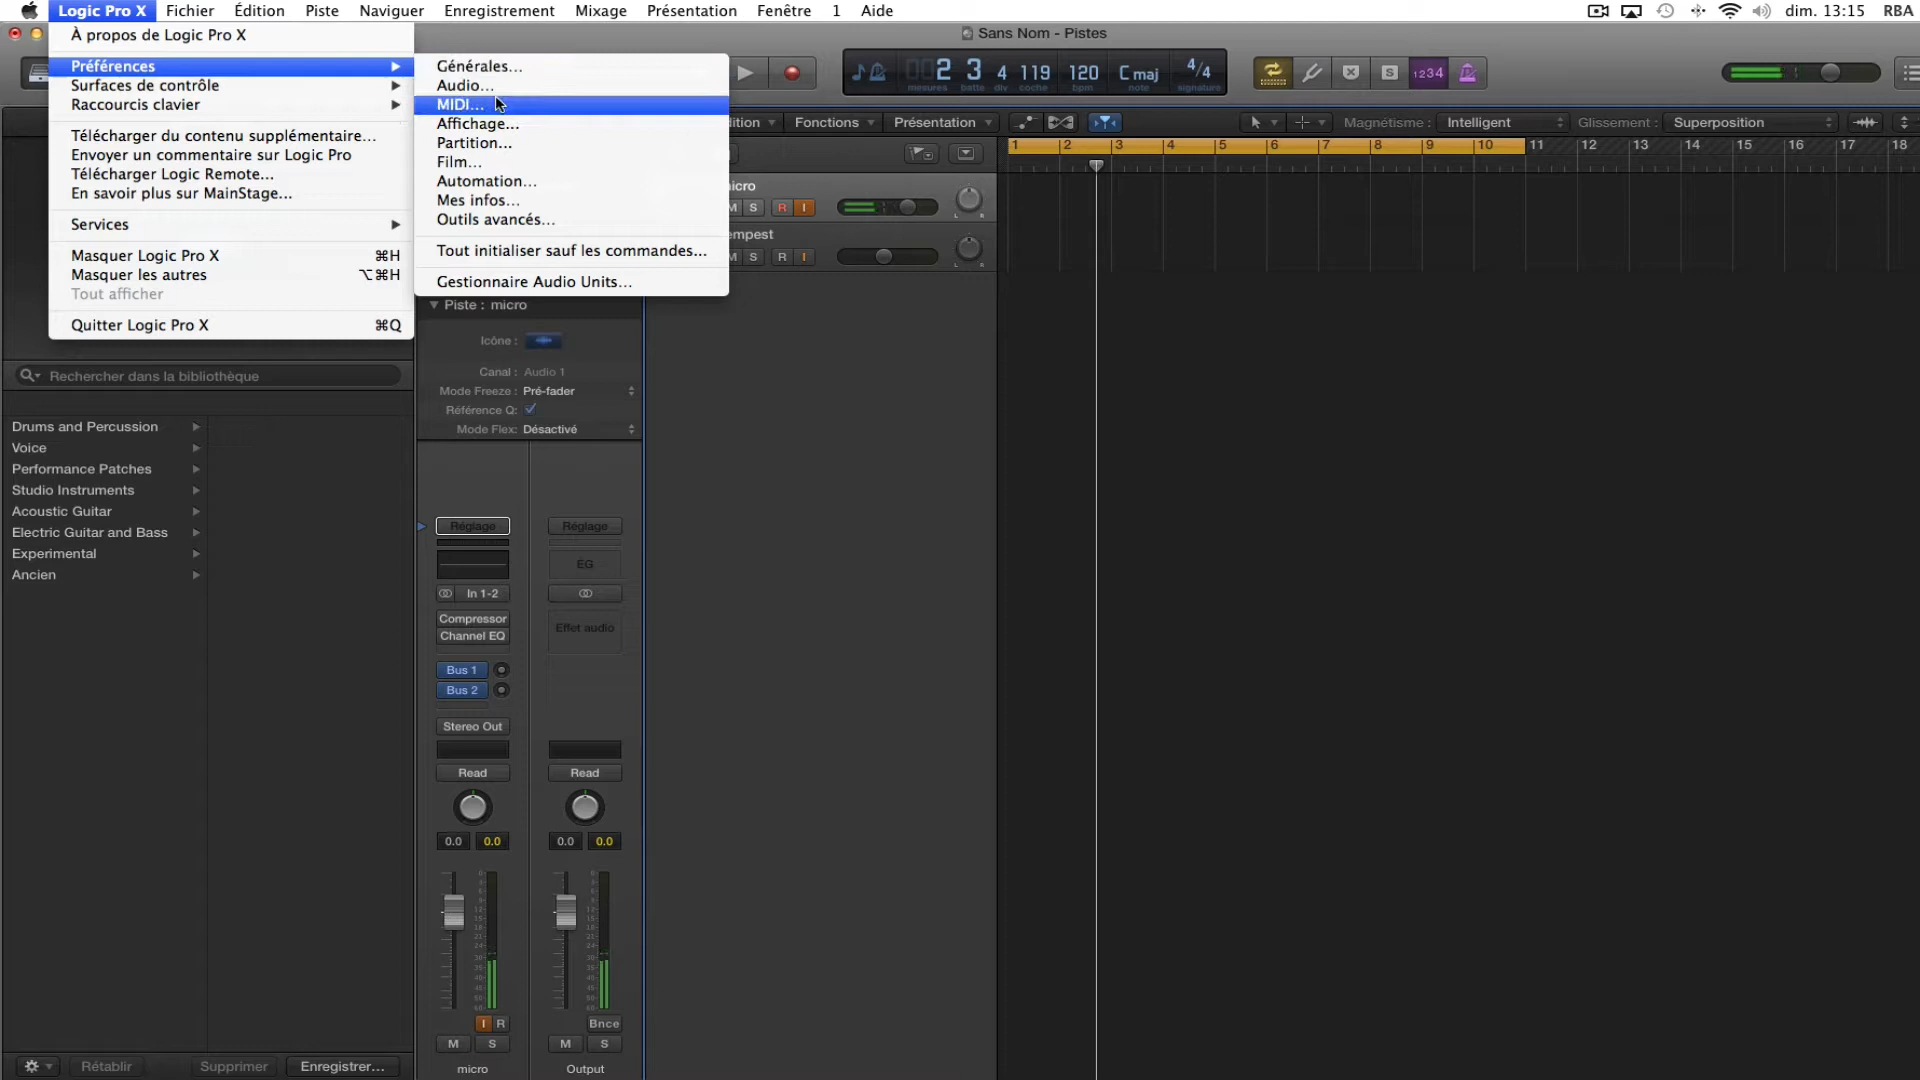 Logic Pro X Fichier Édition Piste Naviguer Enregistrement Mixage Présentation Fenêtre 1 Aide dim. 13:15 RBA
Sans Nom - Pistes
À propos de Logic Pro X
Préférences
Surfaces de contrôle
Raccourcis clavier
Télécharger du contenu supplémentaire…
Envoyer un commentaire sur Logic Pro
Télécharger Logic Remote…
En savoir plus sur MainStage…
Services
Masquer Logic Pro X ⌘H
Masquer les autres ⌥⌘H
Tout afficher
Quitter Logic Pro X ⌘Q
Générales…
Audio…
MIDI…
Affichage…
Partition…
Film…
Automation…
Mes infos…
Outils avancés…
Tout initialiser sauf les commandes…
Gestionnaire Audio Units…
2 3 4 119 120 C maj 4/4
mesures batte div coche bpm
S 1234
Fonctions Présentation Magnétisme : Intelligent Glissement : Superposition
1 2 3 4 5 6 7 8 9 10 11 12 13 14 15 16 17 18
M S R I
L R
M S R I
L R
Piste : micro
Icône :
Canal : Audio 1
Mode Freeze : Pré-fader
Référence Q :
Mode Flex: Désactivé
Rechercher dans la bibliothèque
Drums and Percussion
Voice
Performance Patches
Studio Instruments
Acoustic Guitar
Electric Guitar and Bass
Experimental
Ancien
Réglage Réglage
EG
In 1-2
Compressor
Channel EQ
Effet audio
Bus 1
Bus 2
Stereo Out
Read Read
0.0 0.0 0.0 0.0
I R Bnce
M S M S
micro Output
Rétablir Supprimer Enregistrer…